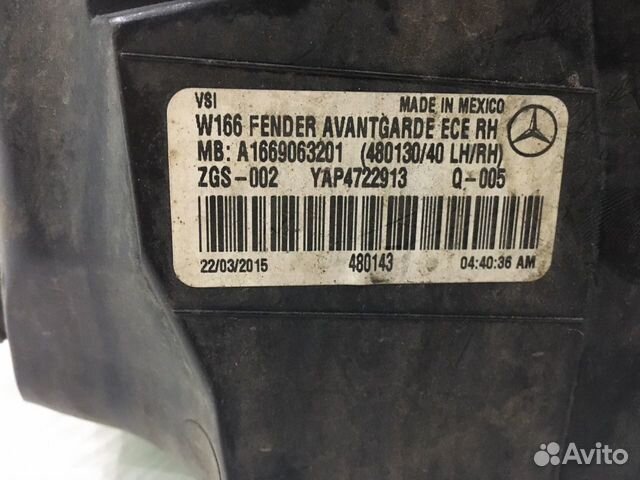 VSI MADE IN MEXICO
W166 FENDER AVANTGARDE ECE RH
MB: A1669063201 (480130/40 LH/RH)
ZGS-002 YAP4722913 Q-005
22/03/2015 480143 04:40:36 AM
Avito